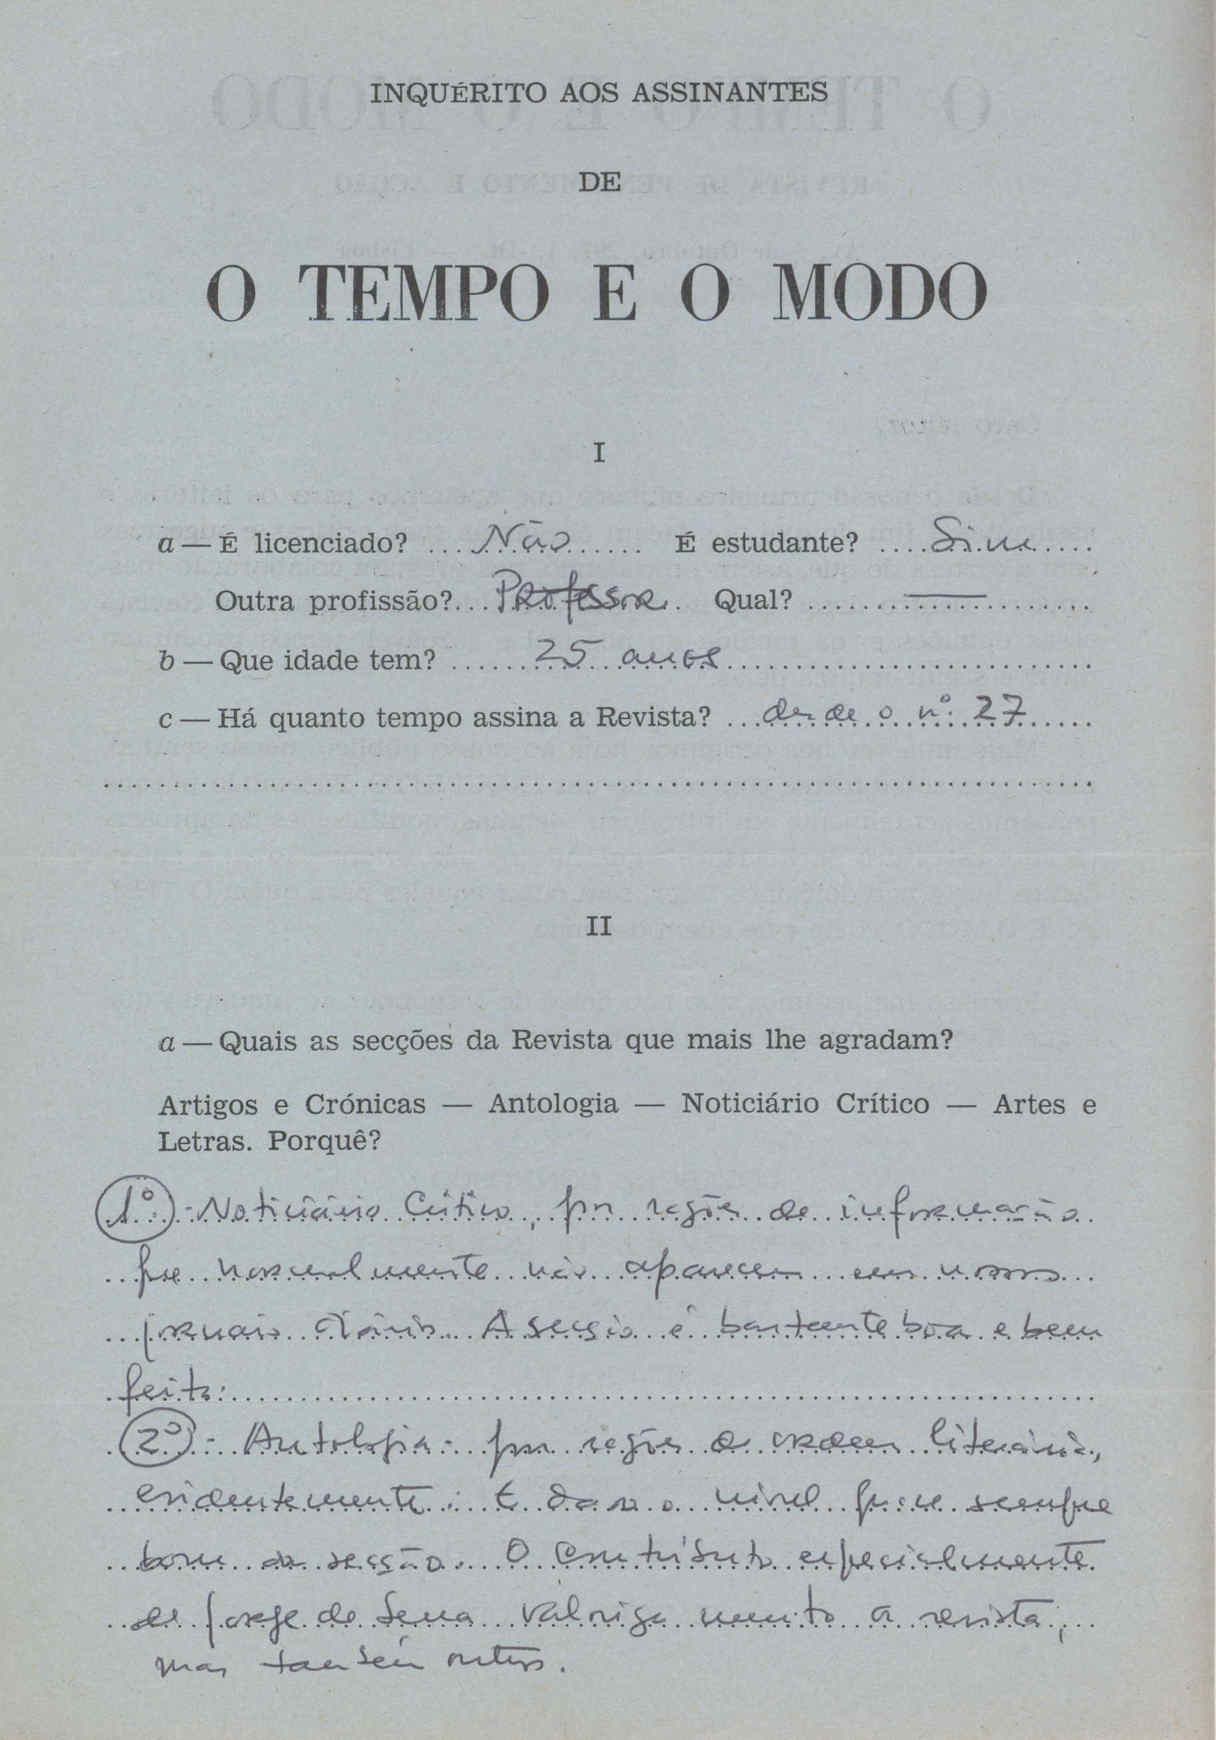 INQUÉRITO AOS ASSINANTES
DE
O TEMPO E O MODO
I
a — É licenciado? ....Não...... É estudante? ....Sim.....
Outra profissão?...Professor.. Qual? ......—......
b — Que idade tem? ......25 anos......
c — Há quanto tempo assina a Revista? ...desde o nº 27.....
II
a — Quais as secções da Revista que mais lhe agradam?
Artigos e Crónicas — Antologia — Noticiário Crítico — Artes e
Letras. Porquê?
1º - Noticiário Crítico, por razões de informação
que normalmente não aparecem em nossos
jornais diários. A secção é bastante boa e bem
feita.
2º - Antologia - por razões de ordem literária,
evidentemente. E dado o nível quase sempre
bom da secção. O contributo especialmente
de Jorge de Sena valoriza muito a revista,
mas também outros.